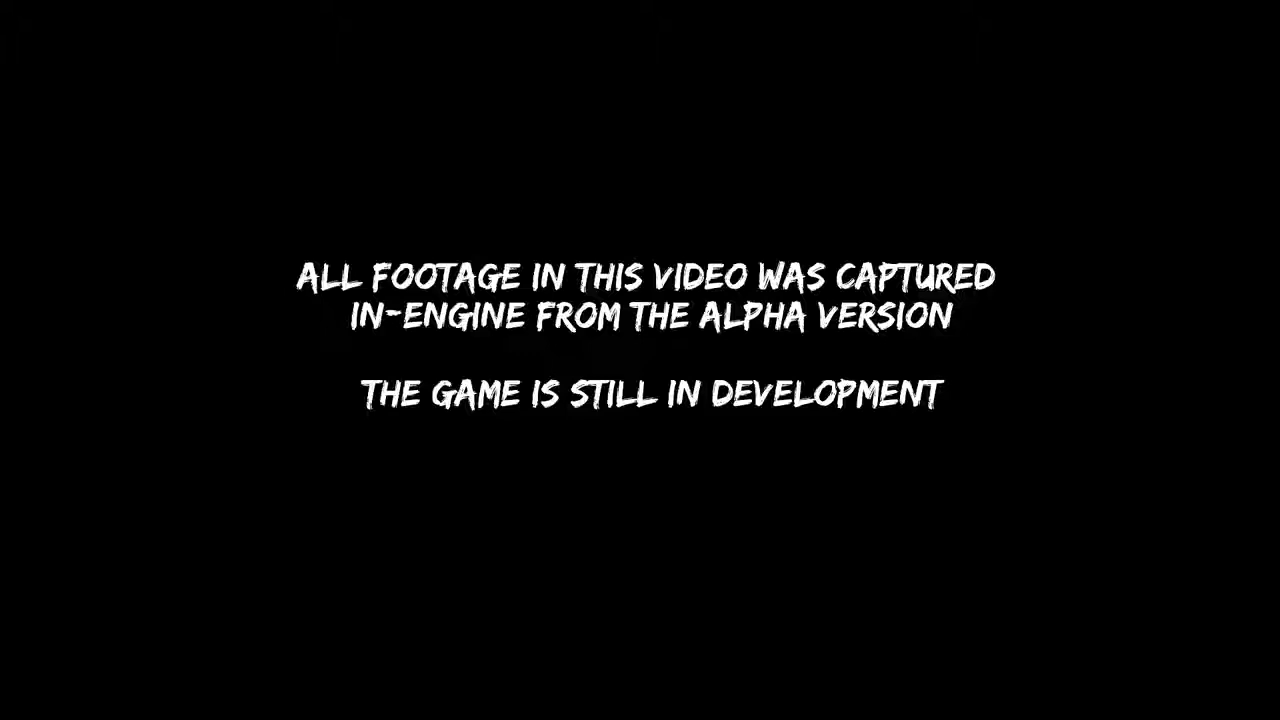 ALL FOOTAGE IN THIS VIDEO WAS CAPTURED
IN-ENGINE FROM THE ALPHA VERSION
THE GAME IS STILL IN DEVELOPMENT